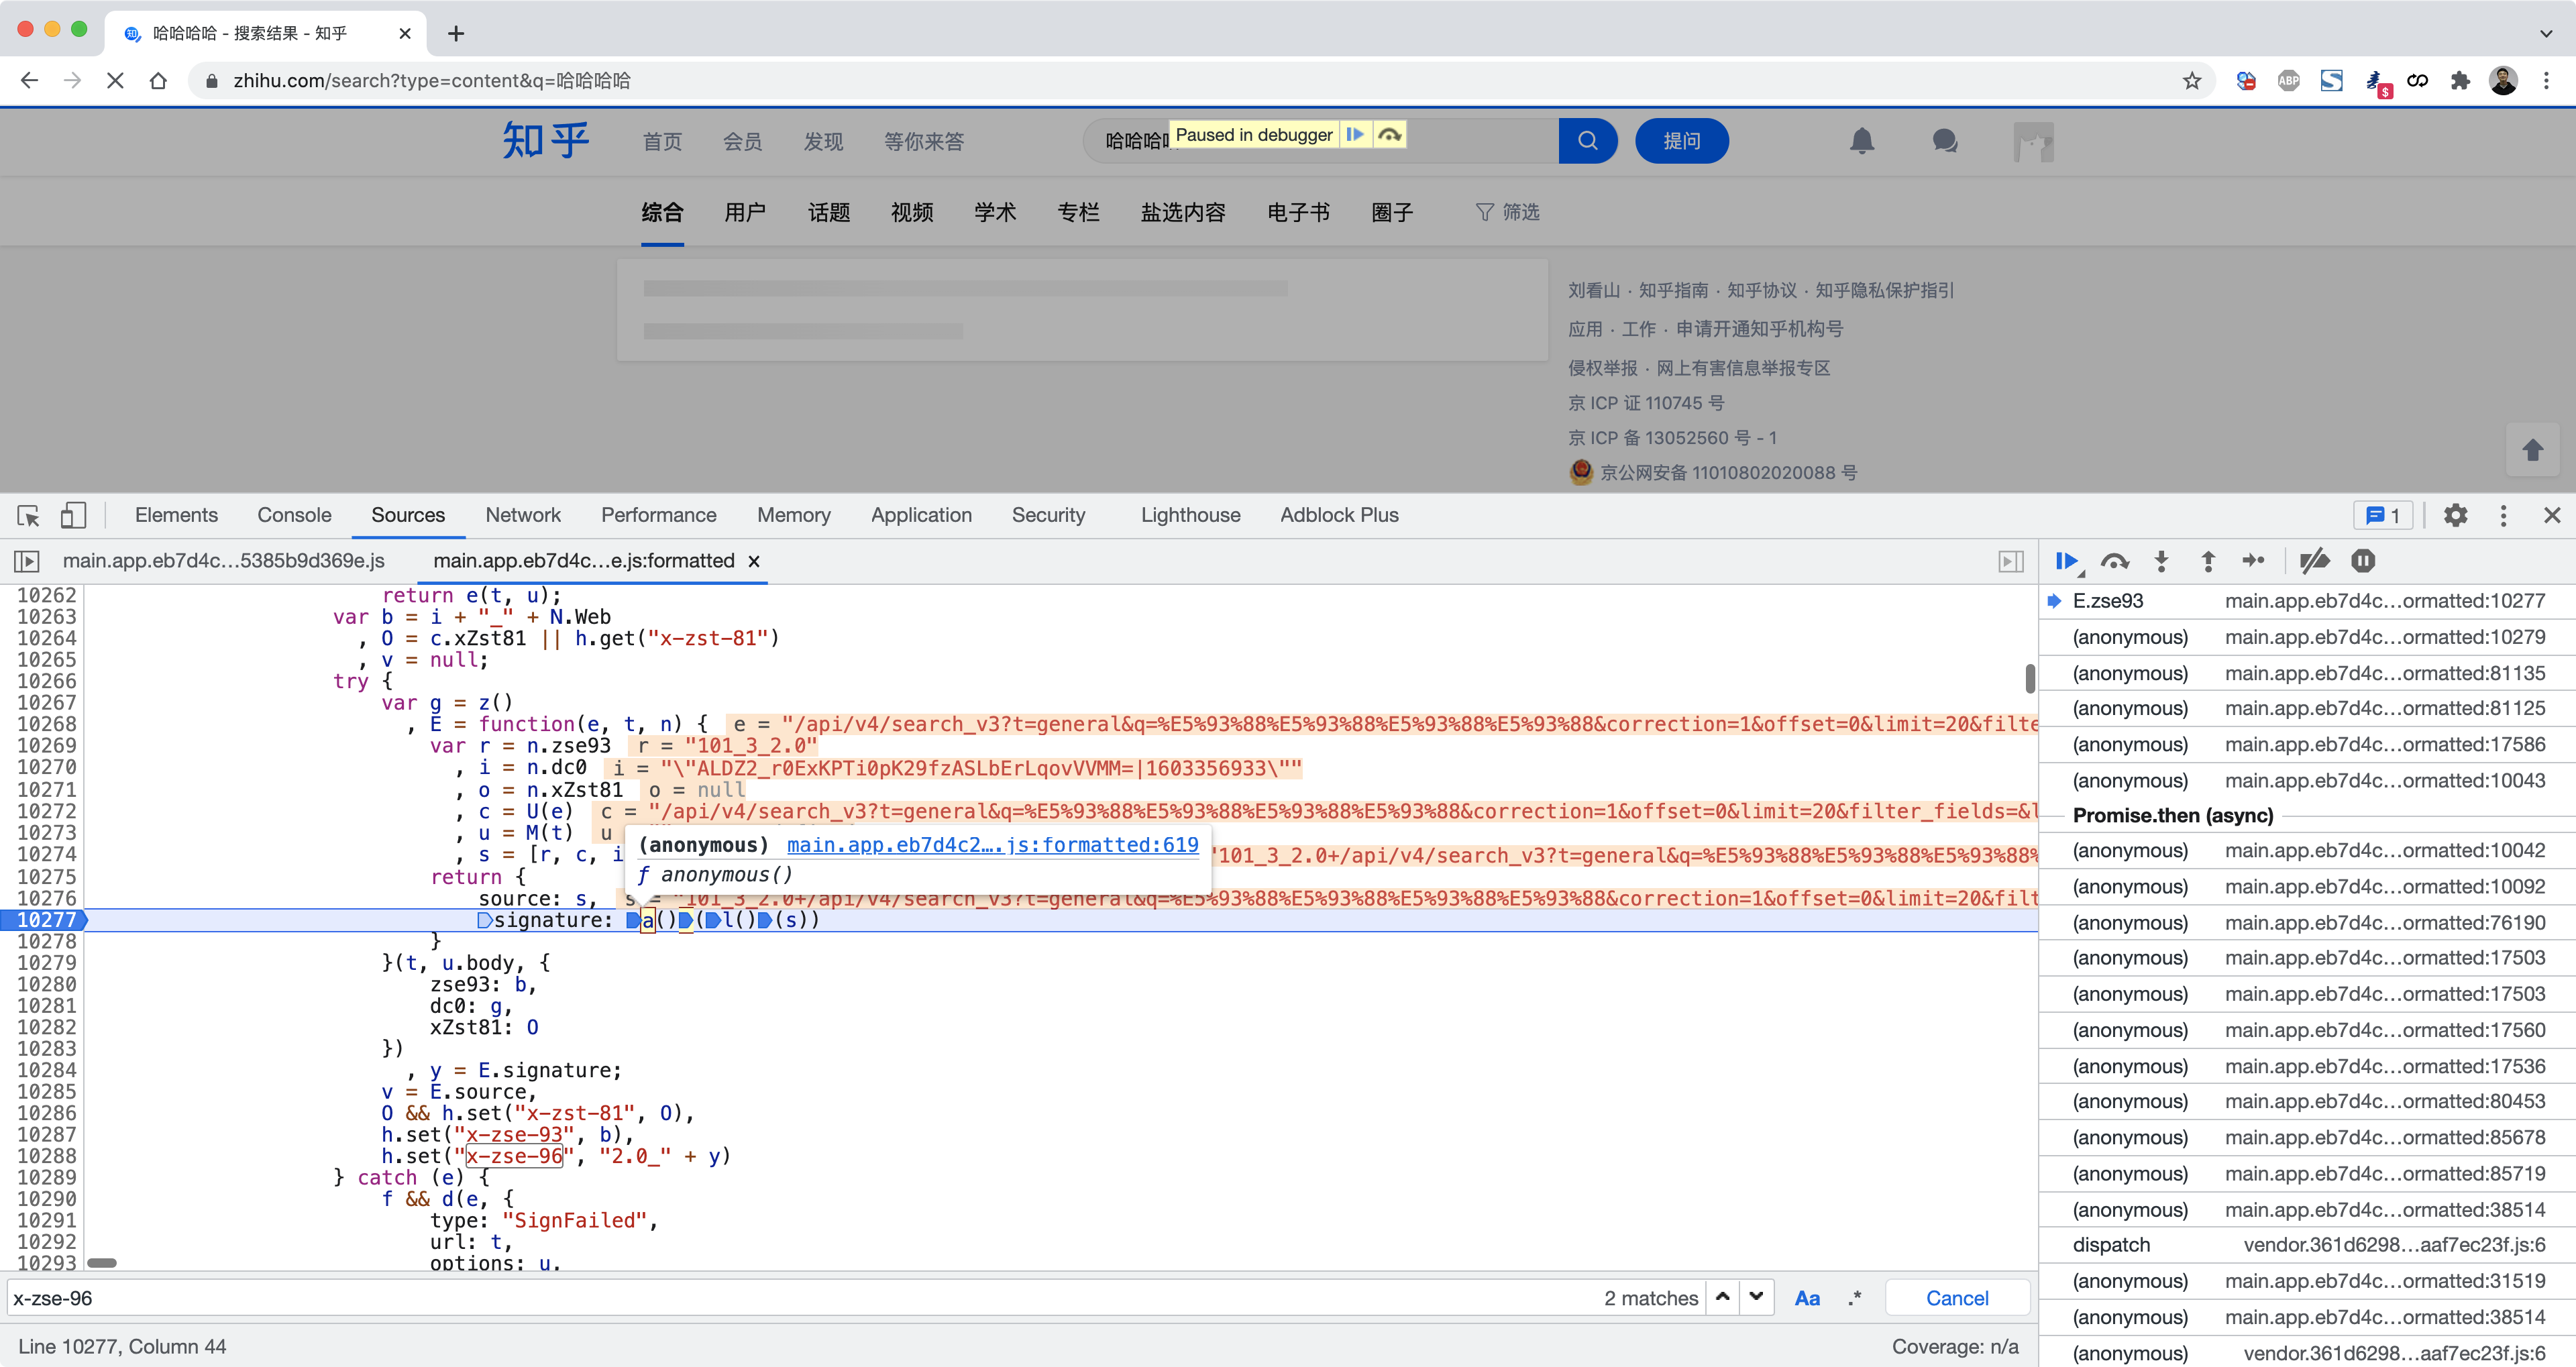 哈哈哈哈 - 搜索结果 - 知乎
zhihu.com/search?type=content&q=哈哈哈哈
ABP
$
知乎
首页 会员 发现 等你来答
哈哈哈
Paused in debugger
提问
综合 用户 话题 视频 学术 专栏 盐选内容 电子书 圈子 筛选
刘看山 · 知乎指南 · 知乎协议 · 知乎隐私保护指引
应用 · 工作 · 申请开通知乎机构号
侵权举报 · 网上有害信息举报专区
京 ICP 证 110745 号
京 ICP 备 13052560 号 - 1
京公网安备 11010802020088 号
Elements Console Sources Network Performance Memory Application Security Lighthouse Adblock Plus 1
main.app.eb7d4c…5385b9d369e.js main.app.eb7d4c…e.js:formatted
10262 return e(t, u);
10263 var b = i + "_" + N.Web
10264 , O = c.xZst81 || h.get("x-zst-81")
10265 , v = null;
10266 try {
10267 var g = z()
10268 , E = function(e, t, n) { e = "/api/v4/search_v3?t=general&q=%E5%93%88%E5%93%88%E5%93%88%E5%93%88&correction=1&offset=0&limit=20&filte
10269 var r = n.zse93 r = "101_3_2.0"
10270 , i = n.dc0 i = "\"ALDZ2_r0ExKPTi0pK29fzASLbErLqovVVMM=|1603356933\""
10271 , o = n.xZst81 o = null
10272 , c = U(e) c = "/api/v4/search_v3?t=general&q=%E5%93%88%E5%93%88%E5%93%88%E5%93%88&correction=1&offset=0&limit=20&filter_fields=&l
10273 , u = M(t) u
10274 , s = [r, c, i "101_3_2.0+/api/v4/search_v3?t=general&q=%E5%93%88%E5%93%88%E5%93%88%E5%93%88%
(anonymous) main.app.eb7d4c2….js:formatted:619
f anonymous()
10275 return {
10276 source: s, s = "101_3_2.0+/api/v4/search_v3?t=general&q=%E5%93%88%E5%93%88%E5%93%88%E5%93%88&correction=1&offset=0&limit=20&filt
10277 signature: a()(l()(s))
10278 }
10279 }(t, u.body, {
10280 zse93: b,
10281 dc0: g,
10282 xZst81: O
10283 })
10284 , y = E.signature;
10285 v = E.source,
10286 O && h.set("x-zst-81", O),
10287 h.set("x-zse-93", b),
10288 h.set("x-zse-96", "2.0_" + y)
10289 } catch (e) {
10290 f && d(e, {
10291 type: "SignFailed",
10292 url: t,
10293 options: u,
x-zse-96 2 matches Aa .* Cancel
Line 10277, Column 44 Coverage: n/a
E.zse93 main.app.eb7d4c…ormatted:10277
(anonymous) main.app.eb7d4c…ormatted:10279
(anonymous) main.app.eb7d4c…ormatted:81135
(anonymous) main.app.eb7d4c…ormatted:81125
(anonymous) main.app.eb7d4c…ormatted:17586
(anonymous) main.app.eb7d4c…ormatted:10043
Promise.then (async)
(anonymous) main.app.eb7d4c…ormatted:10042
(anonymous) main.app.eb7d4c…ormatted:10092
(anonymous) main.app.eb7d4c…ormatted:76190
(anonymous) main.app.eb7d4c…ormatted:17503
(anonymous) main.app.eb7d4c…ormatted:17503
(anonymous) main.app.eb7d4c…ormatted:17560
(anonymous) main.app.eb7d4c…ormatted:17536
(anonymous) main.app.eb7d4c…ormatted:80453
(anonymous) main.app.eb7d4c…ormatted:85678
(anonymous) main.app.eb7d4c…ormatted:85719
(anonymous) main.app.eb7d4c…ormatted:38514
dispatch vendor.361d6298…aaf7ec23f.js:6
(anonymous) main.app.eb7d4c…ormatted:31519
(anonymous) main.app.eb7d4c…ormatted:38514
(anonymous) vendor.361d6298…aaf7ec23f.js:6